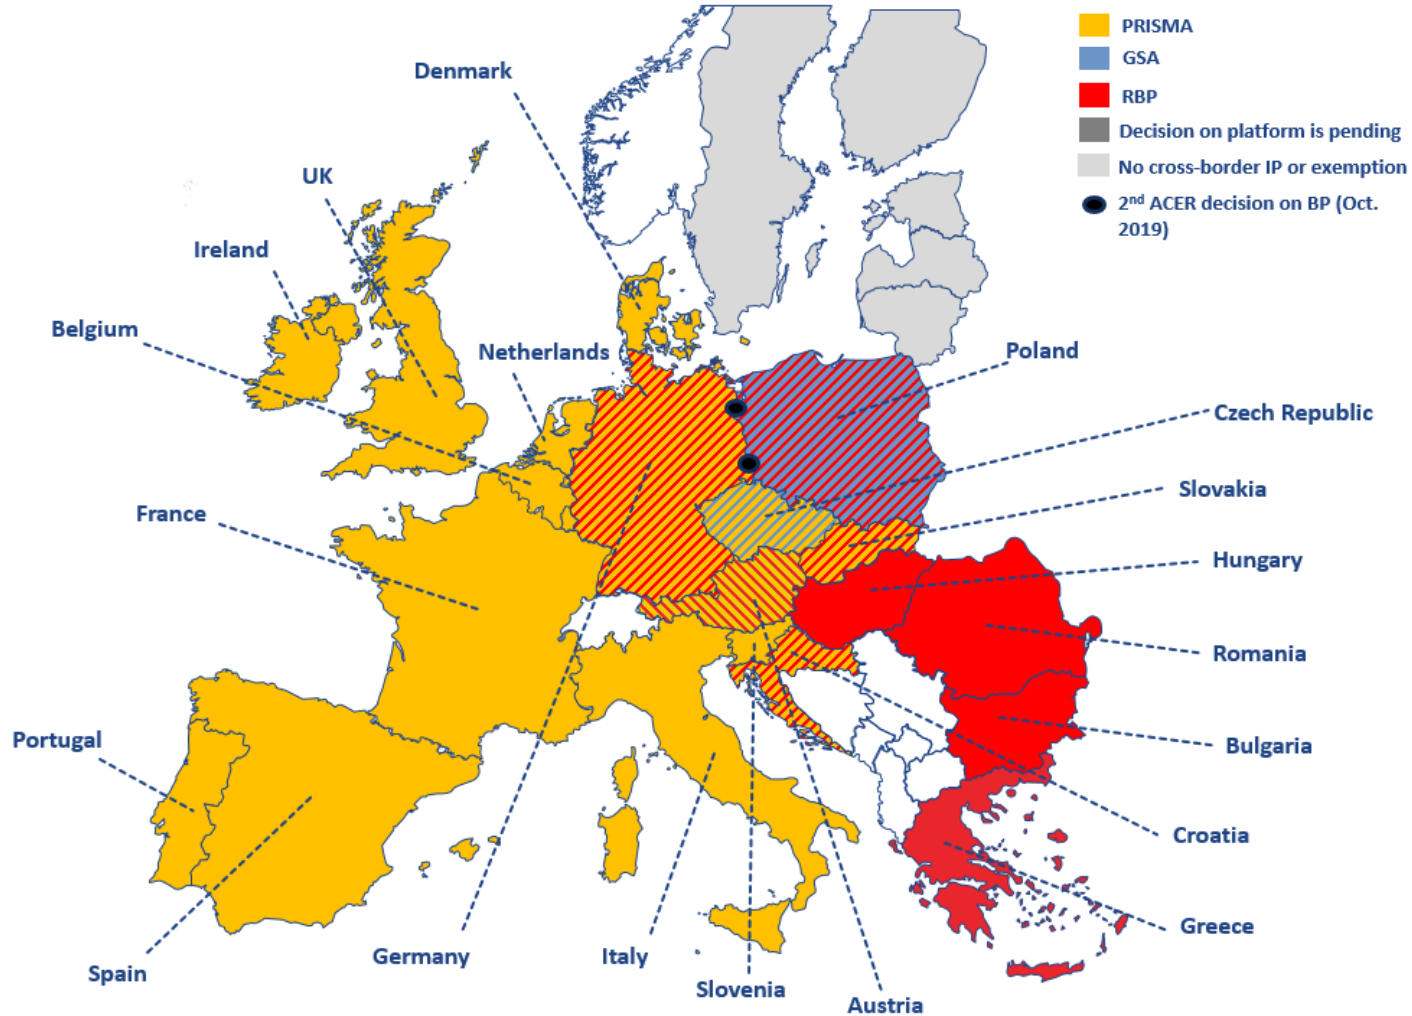 PRISMA
GSA
RBP
Decision on platform is pending
No cross-border IP or exemption
2nd ACER decision on BP (Oct.
2019)
Denmark
UK
Ireland
Belgium
Netherlands
Poland
Czech Republic
Slovakia
France
Hungary
Romania
Portugal
Bulgaria
Croatia
Greece
Germany
Italy
Spain
Slovenia
Austria